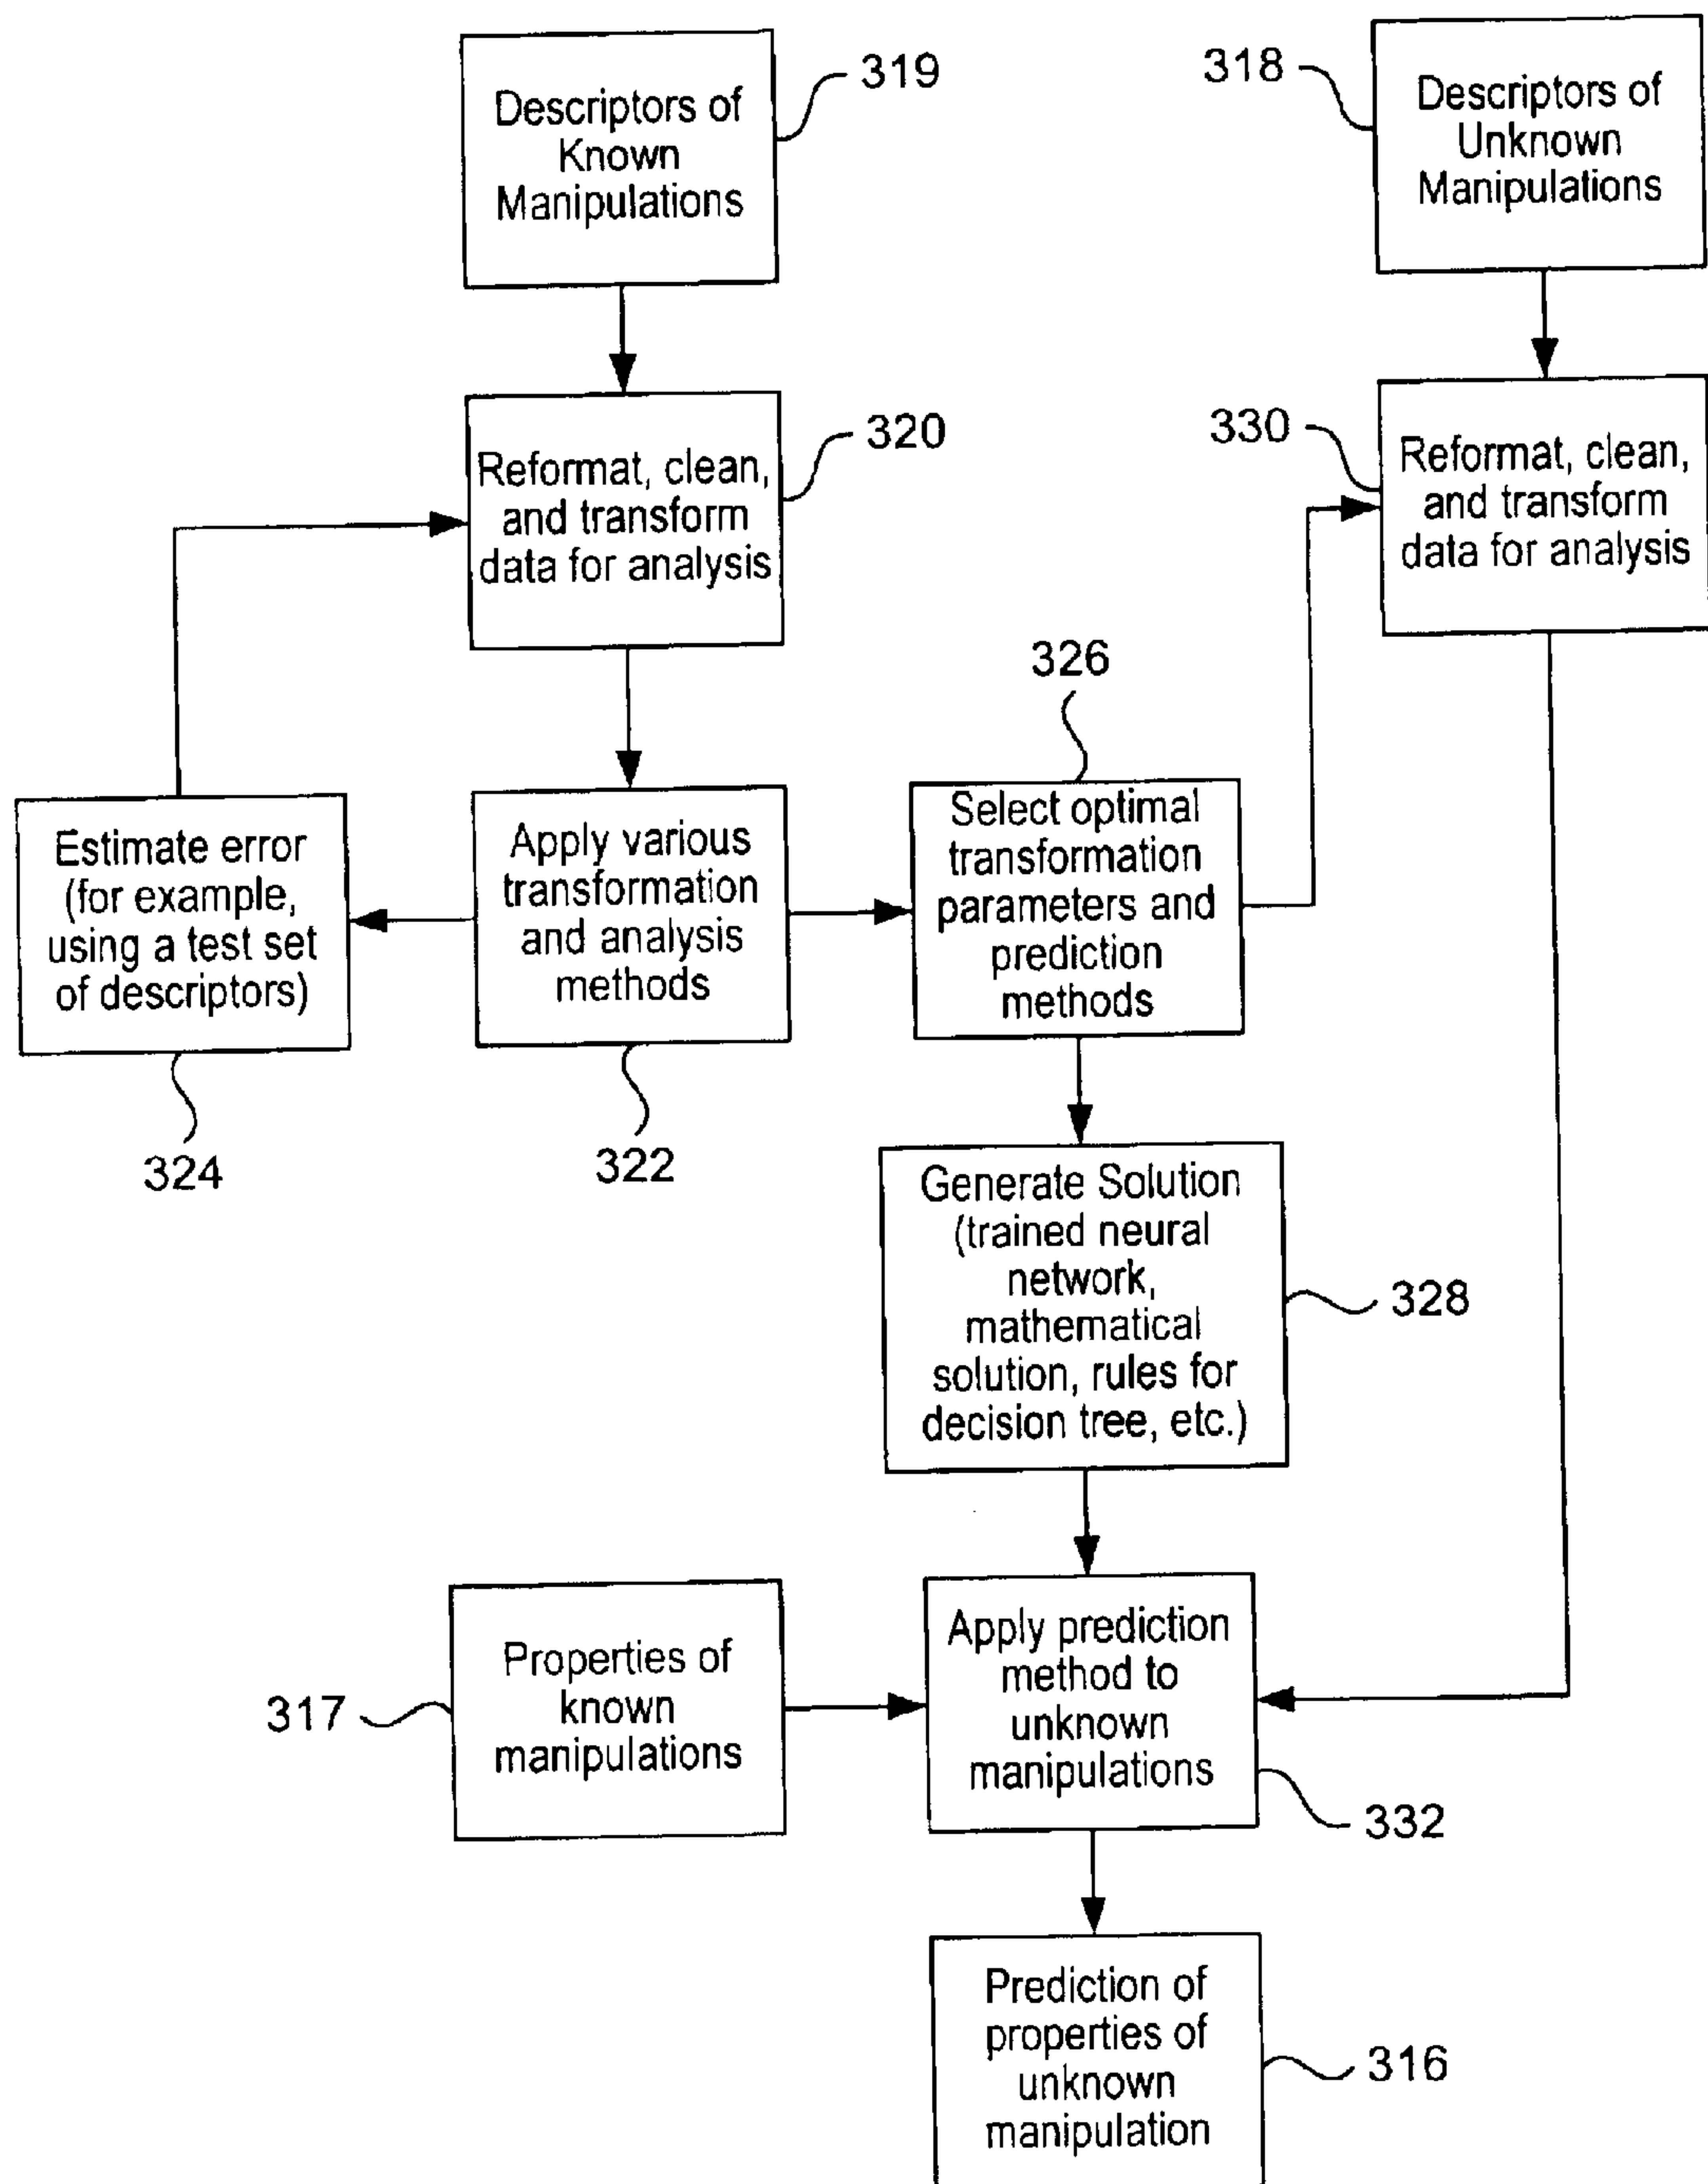 Descriptors of
Known
Manipulations
319
318
Descriptors of
Unknown
Manipulations
Reformat, clean,
and transform
data for analysis
320
330
Reformat, clean,
and transform
data for analysis
326
Estimate error
(for example,
using a test set
of descriptors)
324
Apply various
transformation
and analysis
methods
322
Select optimal
transformation
parameters and
prediction
methods
Generate Solution
(trained neural
network,
mathematical
solution, rules for
decision tree, etc.)
328
317
Properties of
known
manipulations
Apply prediction
method to
unknown
manipulations
332
Prediction of
properties of
unknown
manipulation
316